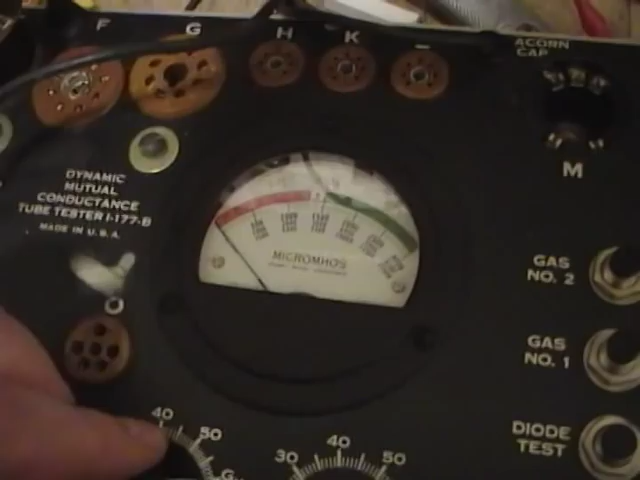 F G H K
ACORN
CAP
M
DYNAMIC
MUTUAL
CONDUCTANCE
TUBE TESTER I-177-B
MADE IN U.S.A.
MICROMHOS
O
GAS
NO. 2
GAS
NO. 1
DIODE
TEST
40 50
G
30 40 50